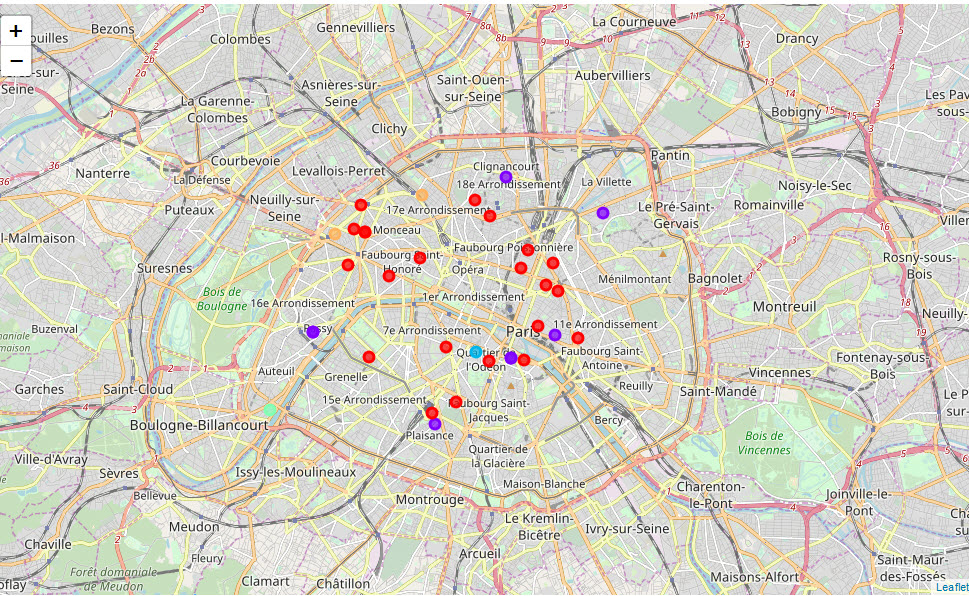 Bezons
Gennevilliers
La Courneuve
Colombes
Drancy
Saint-Ouen-
sur-Seine
Aubervilliers
Asnières-sur-
Seine
La Garenne-
Colombes
Bobigny
Clichy
Courbevoie
Pantin
Levallois-Perret
Clignancourt
Nanterre
La Défense
18e Arrondissement
La Villette
Noisy-le-Sec
Neuilly-sur-
Seine
Puteaux
17e Arrondissement
Le Pré-Saint-
Gervais
Romainville
Monceau
Faubourg Poissonnière
Faubourg Saint-
Honoré
Opéra
Suresnes
Rosny-sous-
Bois
Ménilmontant
Bagnolet
Bois de
Boulogne
16e Arrondissement
1er Arrondissement
Montreuil
Buzenval
Passy
7e Arrondissement
Paris
11e Arrondissement
Quartier de
l'Odéon
Faubourg Saint-
Antoine
Fontenay-sous-
Bois
Auteuil
Grenelle
Vincennes
Garches
Saint-Cloud
Reuilly
Saint-Mandé
15e Arrondissement
Faubourg Saint-
Jacques
Boulogne-Billancourt
Plaisance
Bercy
Bois de
Vincennes
Ville-d'Avray
Sèvres
Issy-les-Moulineaux
Quartier de
la Glacière
Maison-Blanche
Bellevue
Montrouge
Charenton-
le-Pont
Joinville-le-
Pont
Meudon
Le Kremlin-
Bicêtre
Ivry-sur-Seine
Chaville
Arcueil
Fleury
Forêt domaniale
de Meudon
Clamart
Châtillon
Maisons-Alfort
Saint-Maur-
des-Fossés
Leaflet